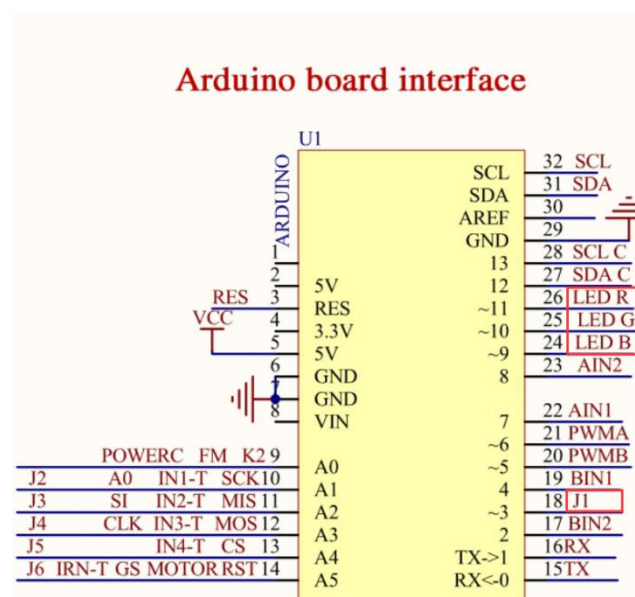 Arduino board interface
U1
ARDUINO
32 SCL
SCL
31 SDA
SDA
30
AREF
29
GND
1
28 SCL C
13
2
5V
27 SDA C
12
RES 3
RES
26 LED R
~11
VCC 4
3.3V
25 LED G
~10
5
5V
24 LED B
~9
6
GND
23 AIN2
8
7
GND
8
VIN
22 AIN1
7
21 PWMA
~6
POWERC FM K2 9
A0
20 PWMB
~5
J2 A0 IN1-T SCK 10
A1
19 BIN1
4
J3 SI IN2-T MIS 11
A2
18 J1
~3
J4 CLK IN3-T MOS 12
A3
17 BIN2
2
J5 IN4-T CS 13
A4
16RX
TX->1
J6 IRN-T GS MOTOR RST 14
A5
15TX
RX<-0